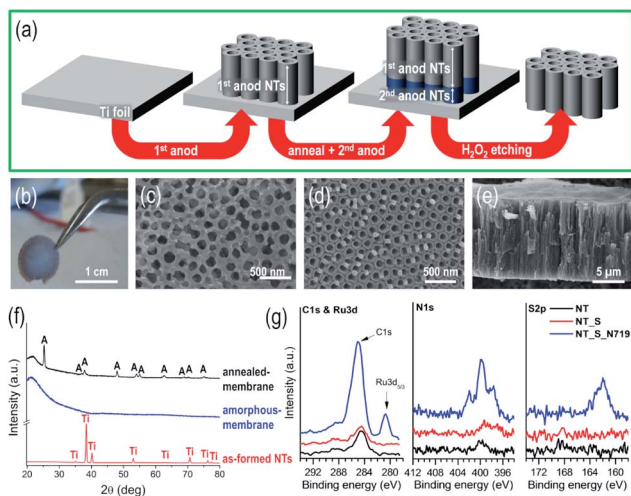 (a)
Ti foil
1st anod
1st anod NTs
anneal + 2nd anod
1st anod NTs
2nd anod NTs
H2O2 etching
(b)
1 cm
(c)
500 nm
(d)
500 nm
(e)
5 µm
(f)
Intensity (a.u.)
A
A A A A A A A A A
annealed-
membrane
amorphous-
membrane
Ti Ti Ti Ti Ti Ti Ti Ti
as-formed NTs
20 30 40 50 60 70 80
2θ (deg)
(g)
Intensity (a.u.)
C1s & Ru3d
C1s
Ru3d5/3
292 288 284 280
Binding energy (eV)
N1s
412 408 404 400 396
Binding energy (eV)
S2p
NT
NT_S
NT_S_N719
172 168 164 160
Binding energy (eV)